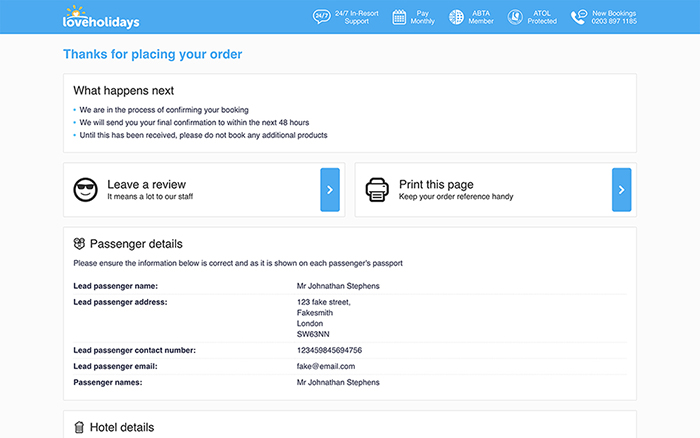 loveholidays
24/7
24/7 In-Resort
Support
Pay
Monthly
ABTA
Member
ATOL
Protected
New Bookings
0203 897 1185
Thanks for placing your order
What happens next
We are in the process of confirming your booking
We will send you your final confirmation to within the next 48 hours
Until this has been received, please do not book any additional products
Leave a review
It means a lot to our staff
Print this page
Keep your order reference handy
Passenger details
Please ensure the information below is correct and as it is shown on each passenger's passport
Lead passenger name: Mr Johnathan Stephens
Lead passenger address: 123 fake street,
Fakesmith
London
SW63NN
Lead passenger contact number: 123459845694756
Lead passenger email: fake@email.com
Passenger names: Mr Johnathan Stephens
Hotel details